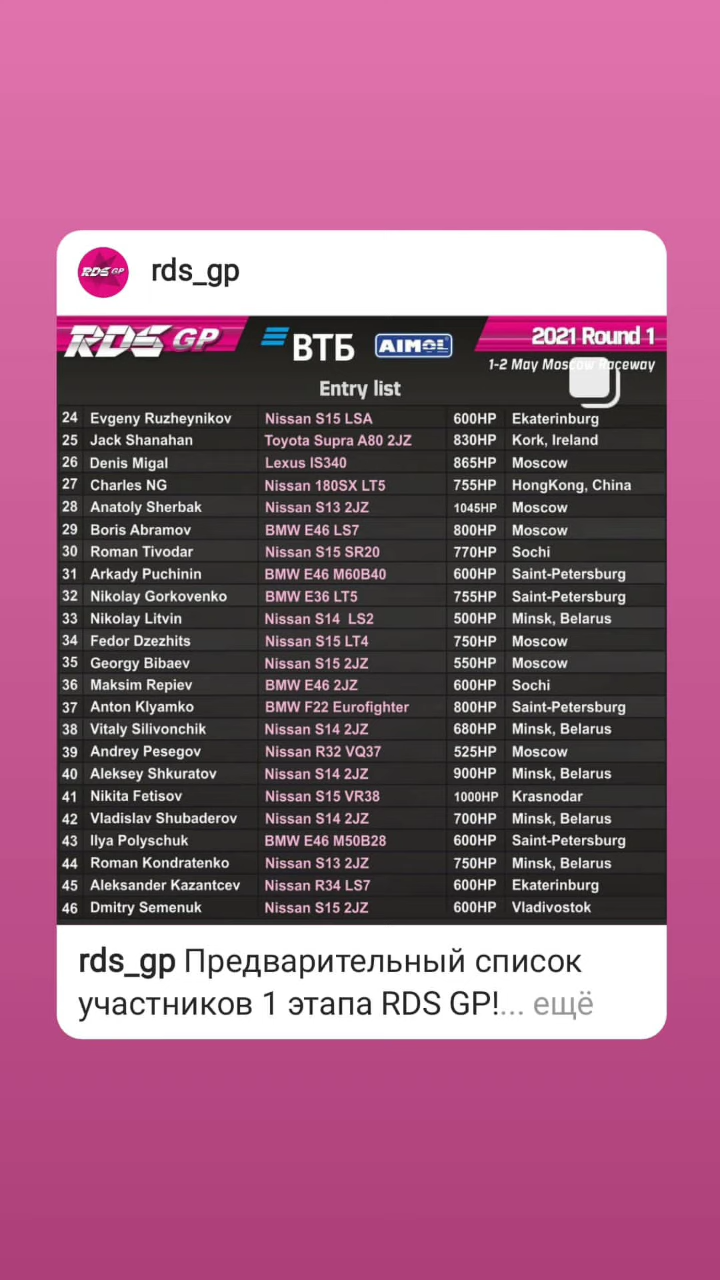 RDS GP
rds_gp
RDS GP ВТБ AIMOL 2021 Round 1
1-2 May Moscow Raceway
Entry list
24 Evgeny Ruzheynikov Nissan S15 LSA 600HP Ekaterinburg
25 Jack Shanahan Toyota Supra A80 2JZ 830HP Kork, Ireland
26 Denis Migal Lexus IS340 865HP Moscow
27 Charles NG Nissan 180SX LT5 755HP HongKong, China
28 Anatoly Sherbak Nissan S13 2JZ 1045HP Moscow
29 Boris Abramov BMW E46 LS7 800HP Moscow
30 Roman Tivodar Nissan S15 SR20 770HP Sochi
31 Arkady Puchinin BMW E46 M60B40 600HP Saint-Petersburg
32 Nikolay Gorkovenko BMW E36 LT5 755HP Saint-Petersburg
33 Nikolay Litvin Nissan S14 LS2 500HP Minsk, Belarus
34 Fedor Dzezhits Nissan S15 LT4 750HP Moscow
35 Georgy Bibaev Nissan S15 2JZ 550HP Moscow
36 Maksim Repiev BMW E46 2JZ 600HP Sochi
37 Anton Klyamko BMW F22 Eurofighter 800HP Saint-Petersburg
38 Vitaly Silivonchik Nissan S14 2JZ 680HP Minsk, Belarus
39 Andrey Pesegov Nissan R32 VQ37 525HP Moscow
40 Aleksey Shkuratov Nissan S14 2JZ 900HP Minsk, Belarus
41 Nikita Fetisov Nissan S15 VR38 1000HP Krasnodar
42 Vladislav Shubaderov Nissan S14 2JZ 700HP Minsk, Belarus
43 Ilya Polyschuk BMW E46 M50B28 600HP Saint-Petersburg
44 Roman Kondratenko Nissan S13 2JZ 750HP Minsk, Belarus
45 Aleksander Kazantcev Nissan R34 LS7 600HP Ekaterinburg
46 Dmitry Semenuk Nissan S15 2JZ 600HP Vladivostok
rds_gp Предварительный список
участников 1 этапа RDS GP!... ещё